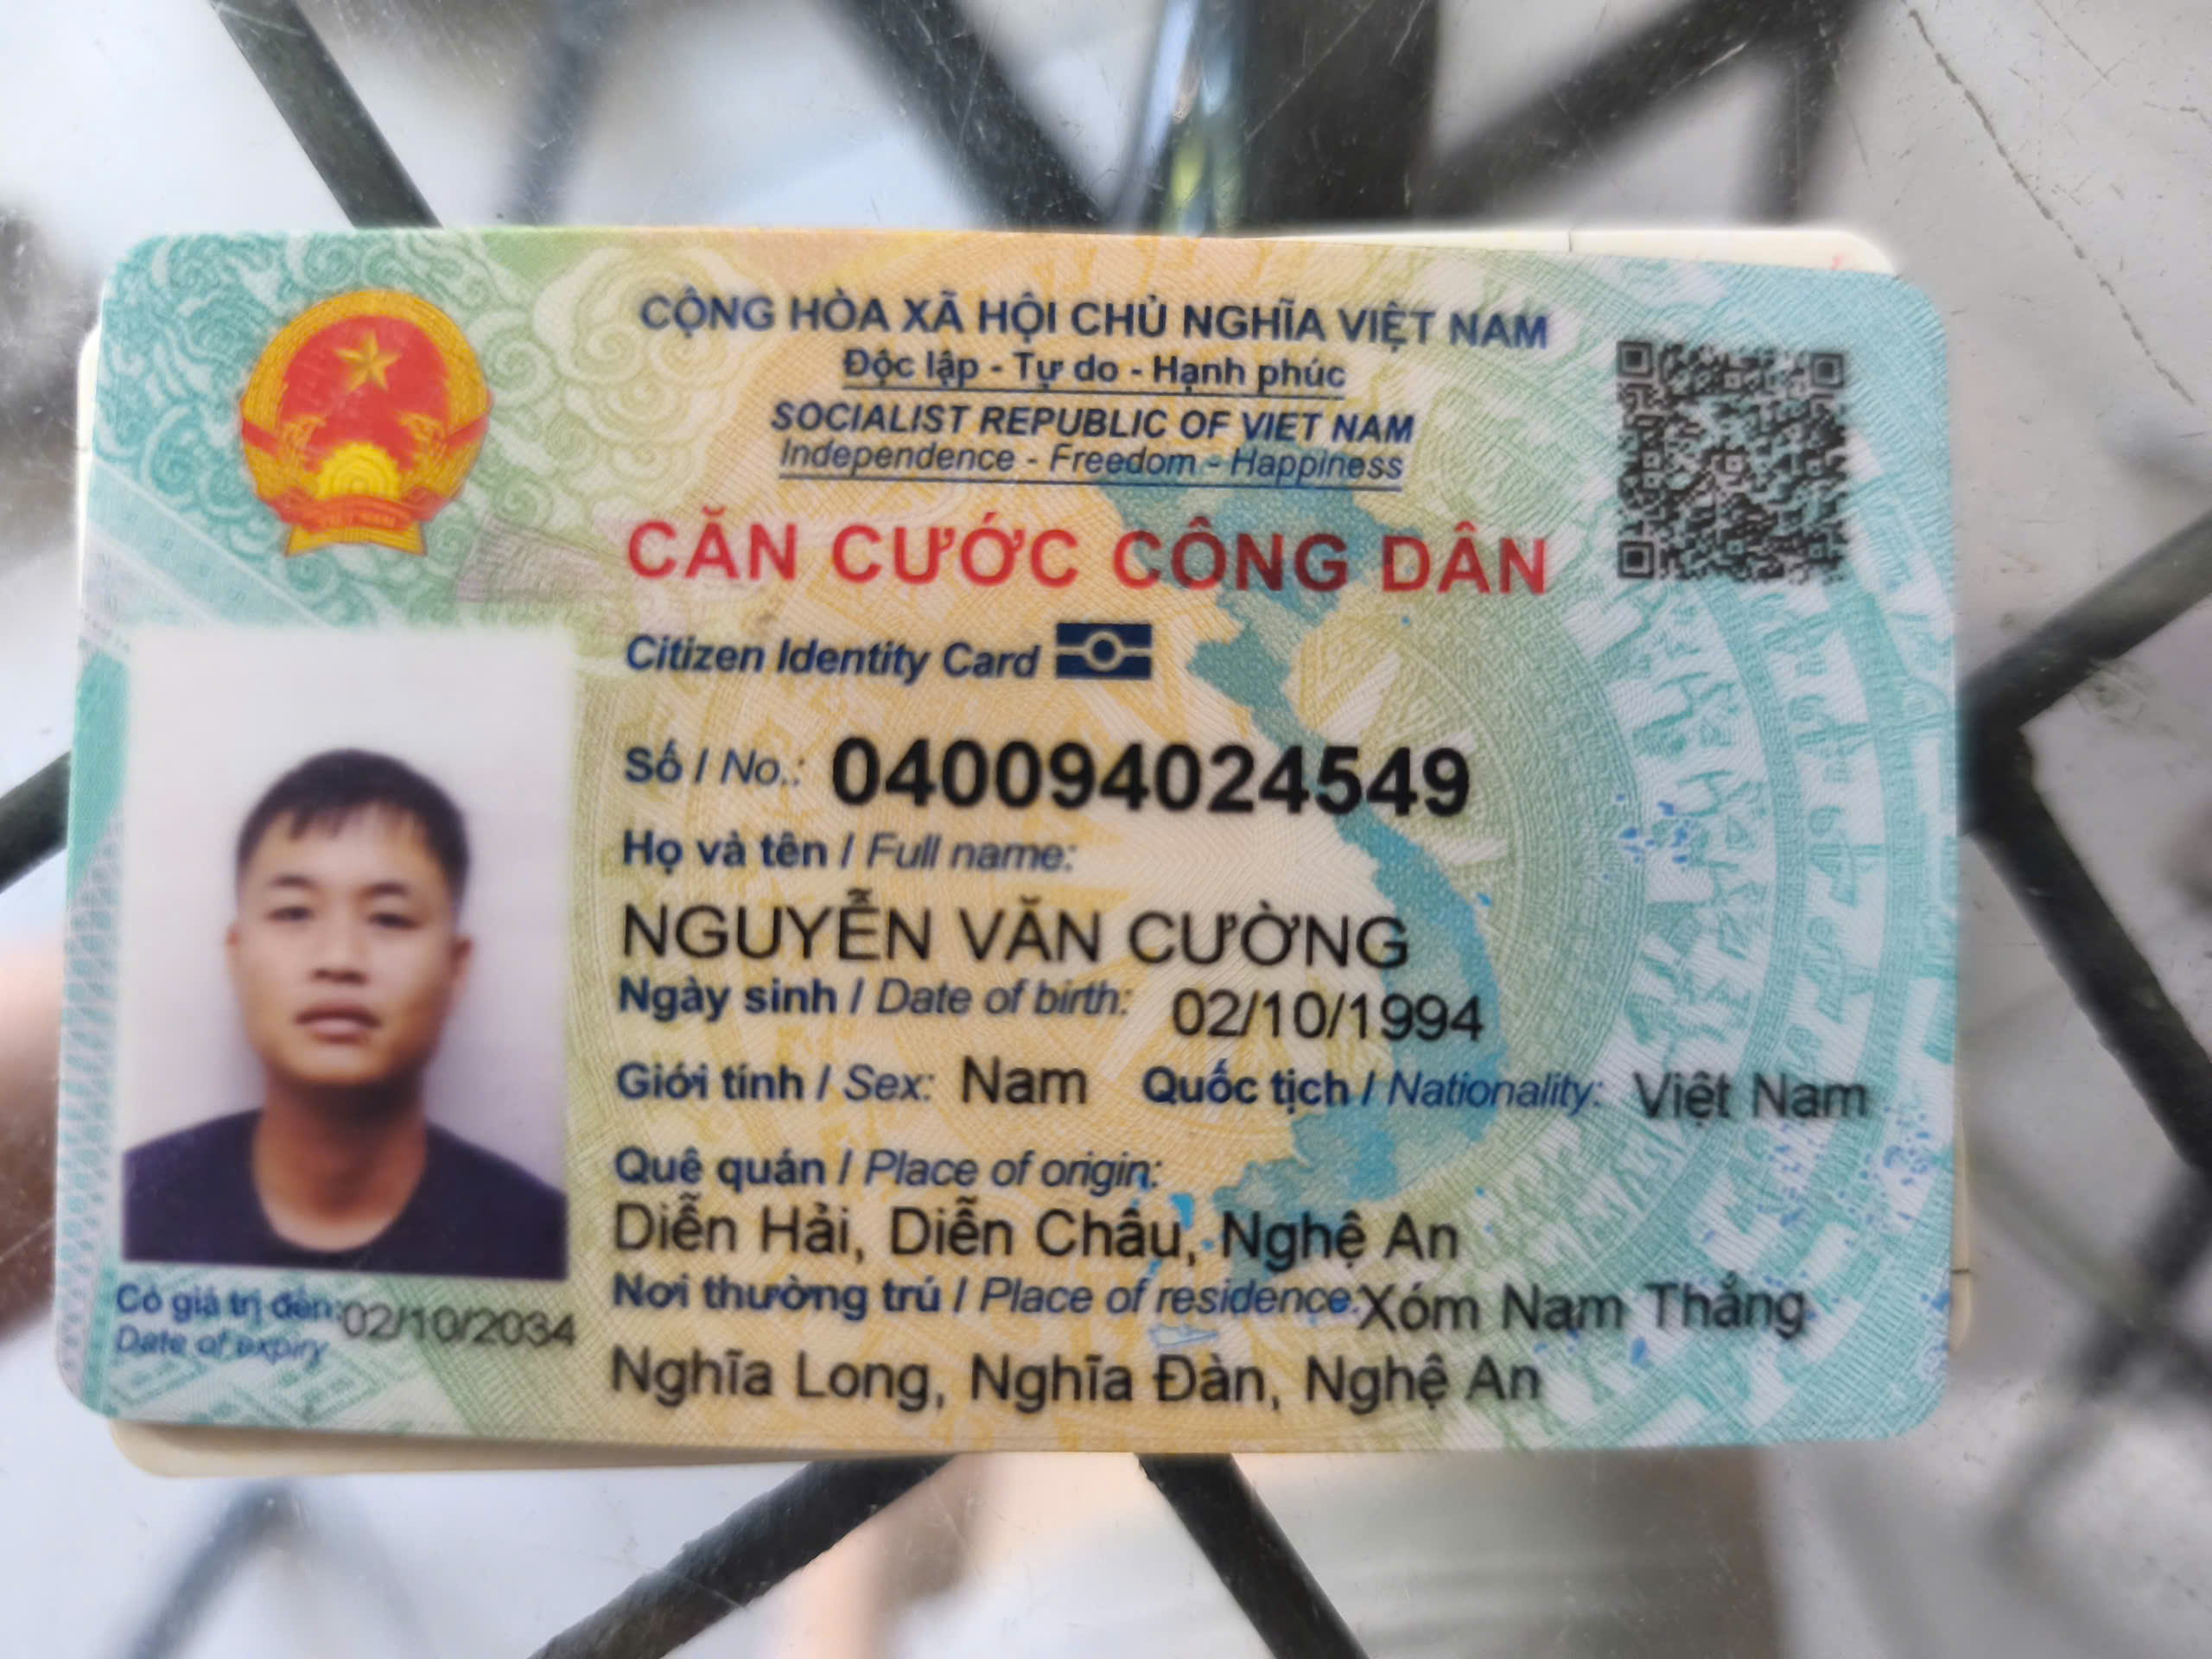 CỘNG HÒA XÃ HỘI CHỦ NGHĨA VIỆT NAM
Độc lập - Tự do - Hạnh phúc
SOCIALIST REPUBLIC OF VIET NAM
Independence - Freedom - Happiness
CĂN CƯỚC CÔNG DÂN
Citizen Identity Card
Số / No.: 040094024549
Họ và tên / Full name:
NGUYỄN VĂN CƯỜNG
Ngày sinh / Date of birth: 02/10/1994
Giới tính / Sex: Nam Quốc tịch / Nationality: Việt Nam
Quê quán / Place of origin:
Diễn Hải, Diễn Châu, Nghệ An
Nơi thường trú / Place of residence: Xóm Nam Thắng
Nghĩa Long, Nghĩa Đàn, Nghệ An
Có giá trị đến: 02/10/2034
Date of expiry